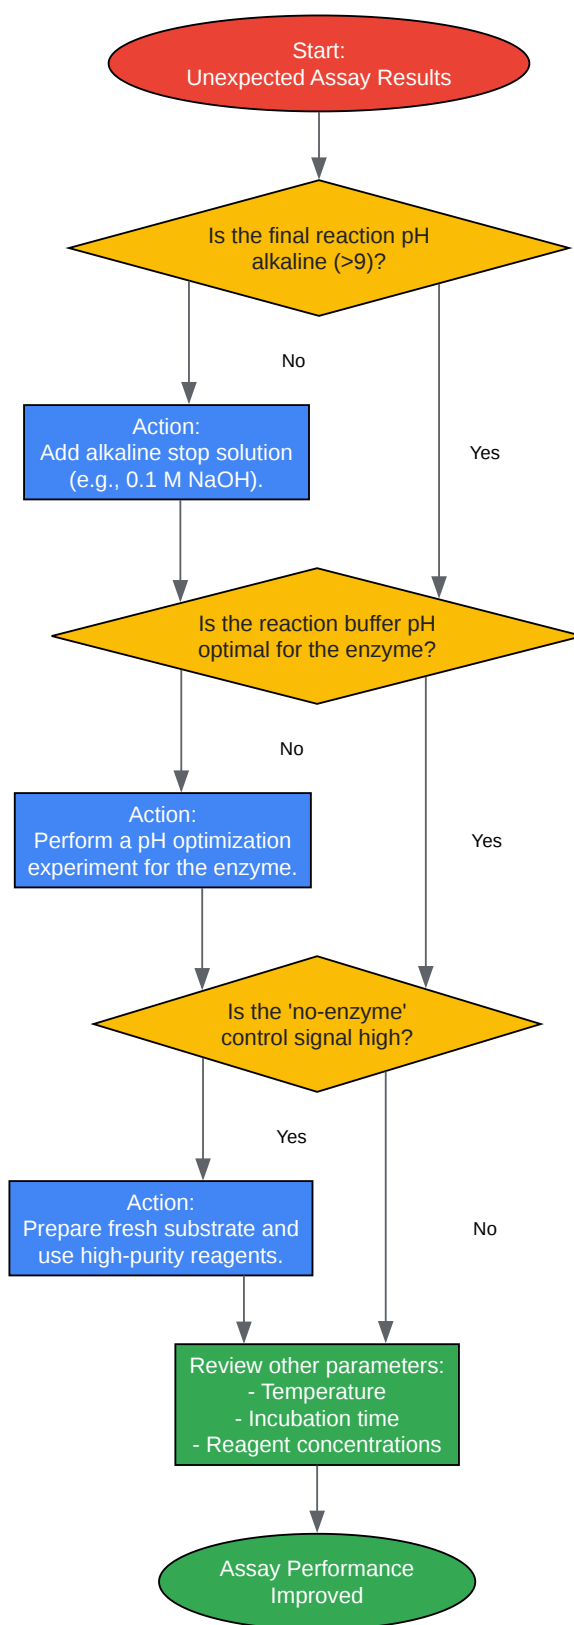 Start:
Unexpected Assay Results
Is the final reaction pH
alkaline (>9)?
No
Action:
Add alkaline stop solution
(e.g., 0.1 M NaOH).
Yes
Is the reaction buffer pH
optimal for the enzyme?
No
Action:
Perform a pH optimization
experiment for the enzyme.
Yes
Is the 'no-enzyme'
control signal high?
Yes
Action:
Prepare fresh substrate and
use high-purity reagents.
No
Review other parameters:
- Temperature
- Incubation time
- Reagent concentrations
Assay Performance
Improved